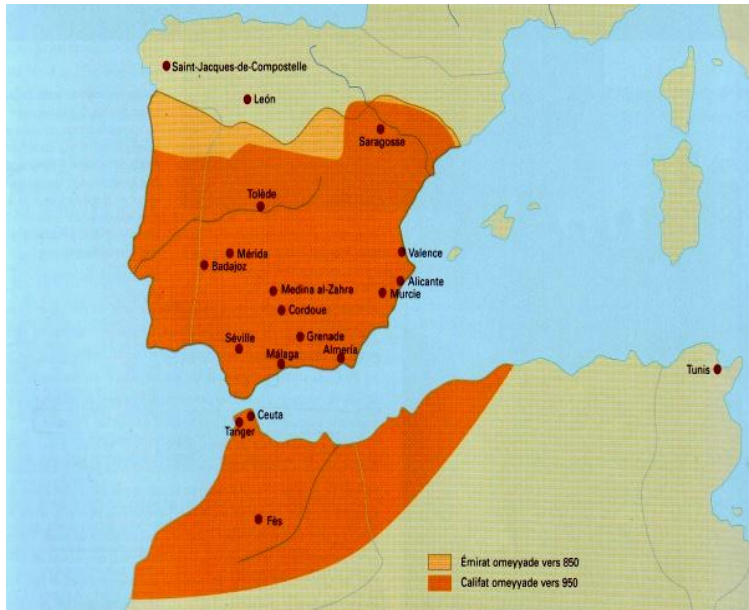 Saint-Jacques-de-Compostelle
León
Saragosse
Tolède
Mérida
Valence
Badajoz
Alicante
Medina al-Zahra
Murcie
Cordoue
Grenade
Séville
Almería
Málaga
Tunis
Ceuta
Tanger
Fès
Émirat omeyyade vers 850
Califat omeyyade vers 950